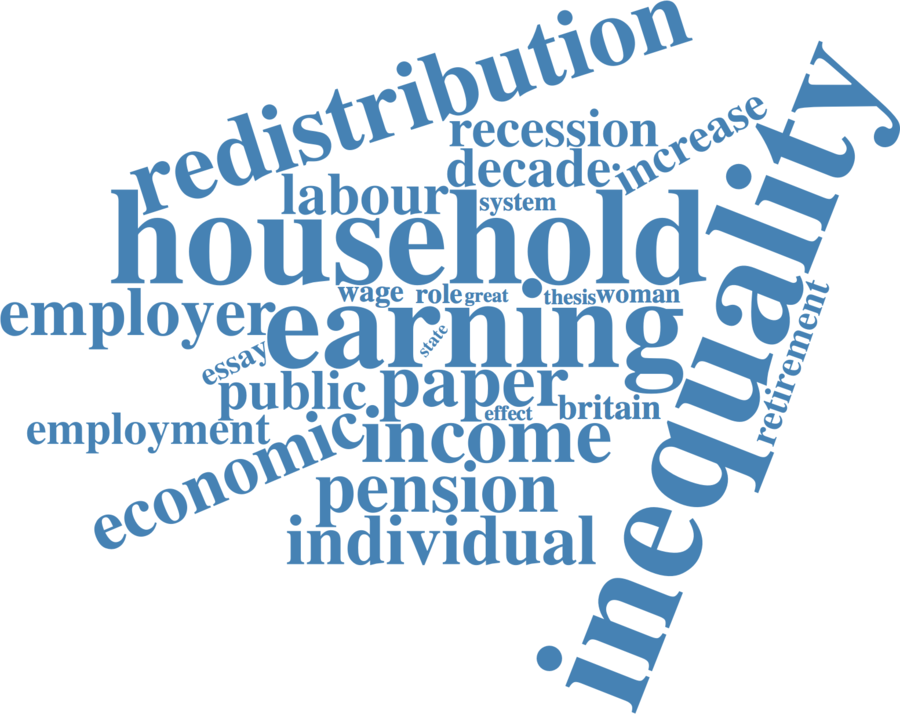 redistribution
inequality
recession
increase
decade
labour
system
household
wage
role
great
thesis
woman
employer
earning
retirement
state
essay
public
paper
effect
britain
employment
economic
income
pension
individual